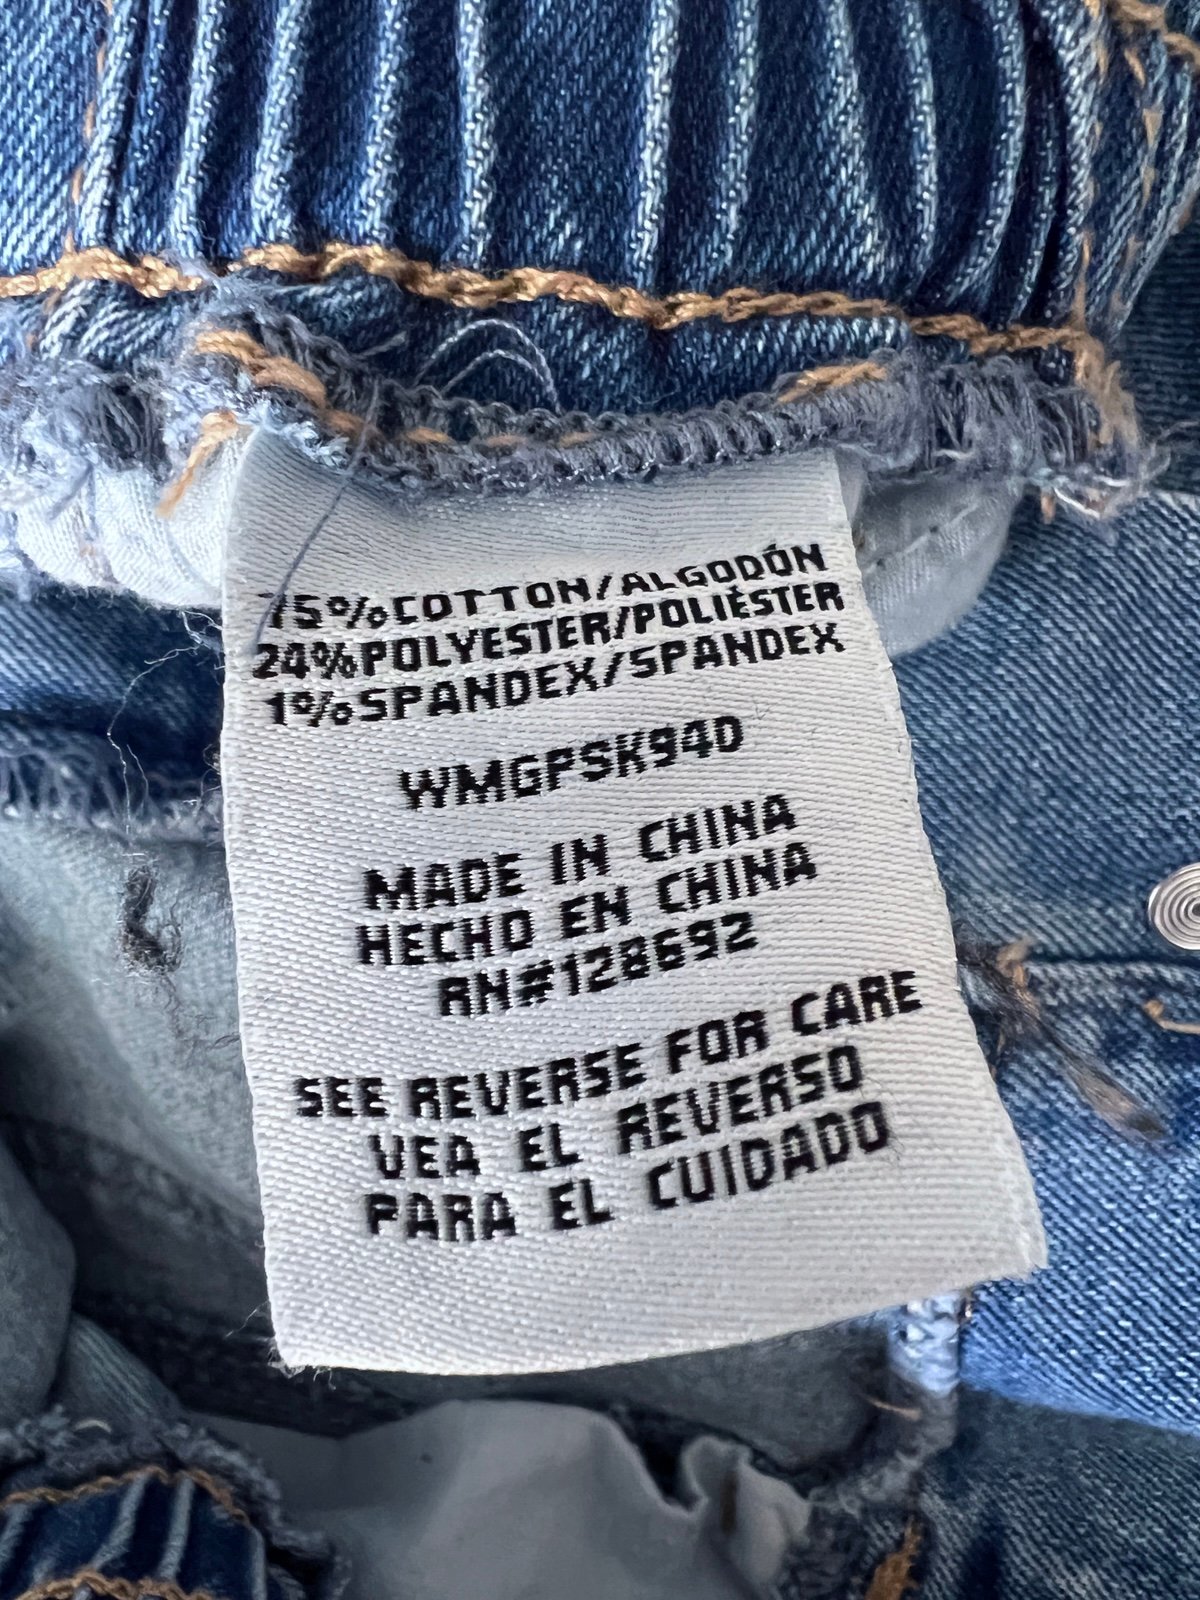 75%COTTON/ALGODÓN
24%POLYESTER/POLIÉSTER
1%SPANDEX/SPANDEX
WMGPSK94D
MADE IN CHINA
HECHO EN CHINA
RN#128692
SEE REVERSE FOR CARE
VEA EL REVERSO
PARA EL CUIDADO